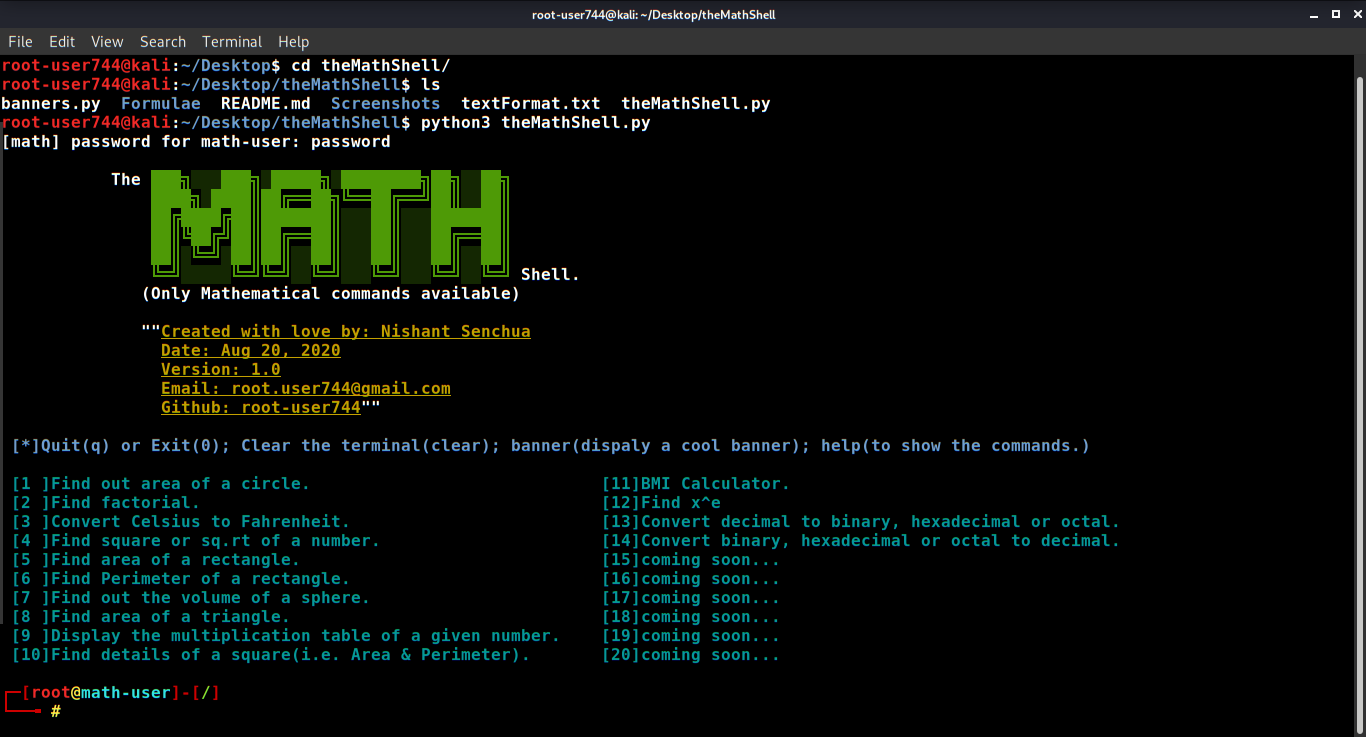 root-user744@kali: ~/Desktop/theMathShell
File Edit View Search Terminal Help
root-user744@kali:~/Desktop$ cd theMathShell/
root-user744@kali:~/Desktop/theMathShell$ ls
banners.py Formulae README.md Screenshots textFormat.txt theMathShell.py
root-user744@kali:~/Desktop/theMathShell$ python3 theMathShell.py
[math] password for math-user: password
The MATH Shell.
(Only Mathematical commands available)
""Created with love by: Nishant Senchua
Date: Aug 20, 2020
Version: 1.0
Email: root.user744@gmail.com
Github: root-user744""
[*]Quit(q) or Exit(0); Clear the terminal(clear); banner(dispaly a cool banner); help(to show the commands.)
[1 ]Find out area of a circle. [11]BMI Calculator.
[2 ]Find factorial. [12]Find x^e
[3 ]Convert Celsius to Fahrenheit. [13]Convert decimal to binary, hexadecimal or octal.
[4 ]Find square or sq.rt of a number. [14]Convert binary, hexadecimal or octal to decimal.
[5 ]Find area of a rectangle. [15]coming soon...
[6 ]Find Perimeter of a rectangle. [16]coming soon...
[7 ]Find out the volume of a sphere. [17]coming soon...
[8 ]Find area of a triangle. [18]coming soon...
[9 ]Display the multiplication table of a given number. [19]coming soon...
[10]Find details of a square(i.e. Area & Perimeter). [20]coming soon...
[root@math-user]-[/]
#